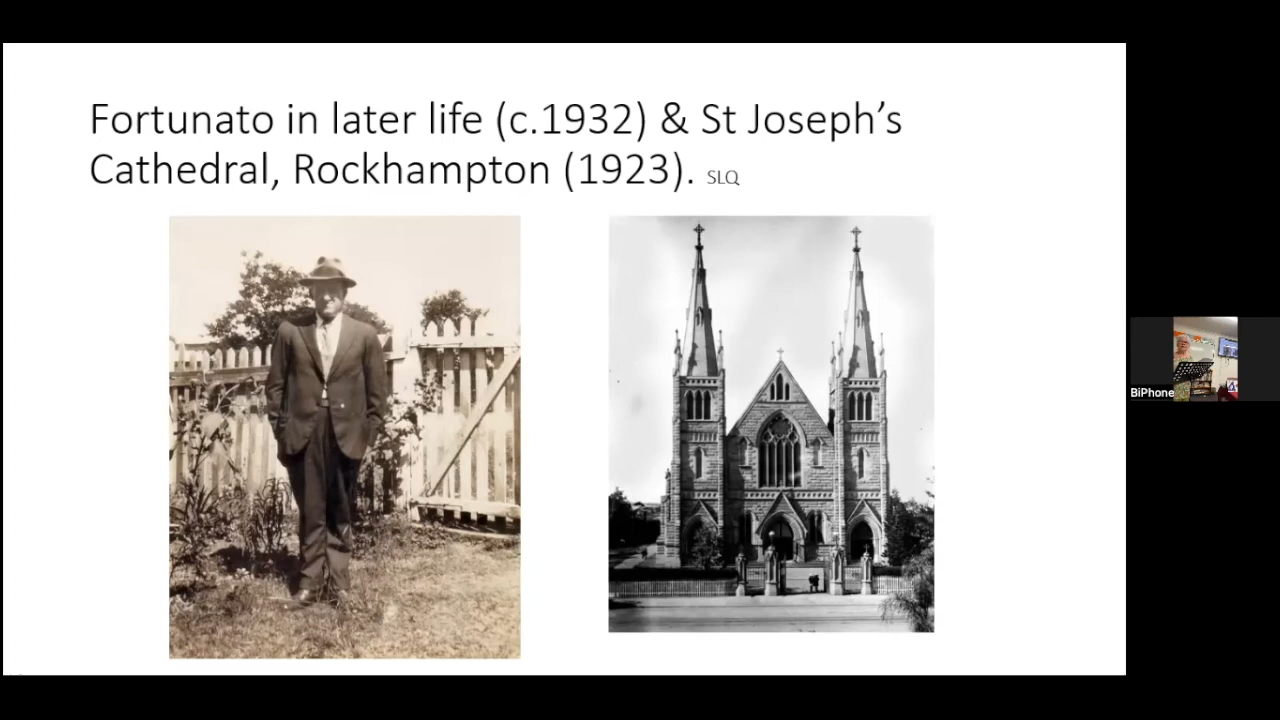 Fortunato in later life (c.1932) & St Joseph’s
Cathedral, Rockhampton (1923). SLQ
BiPhone